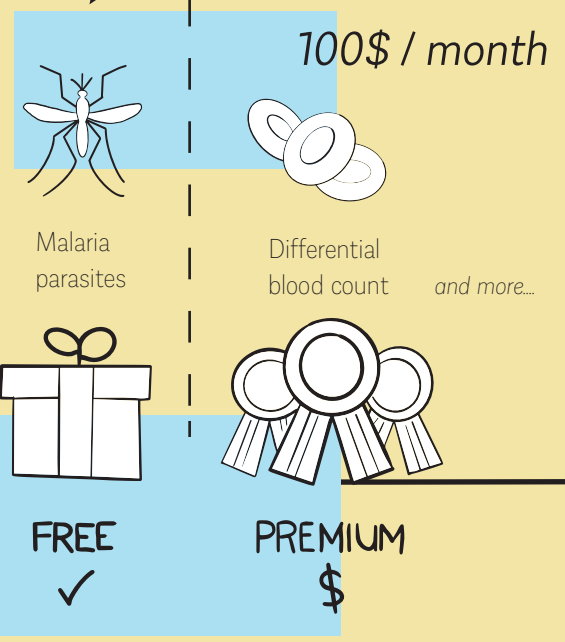 100$ / month
Malaria
parasites
Differential
blood count
and more....
FREE
PREMIUM
$